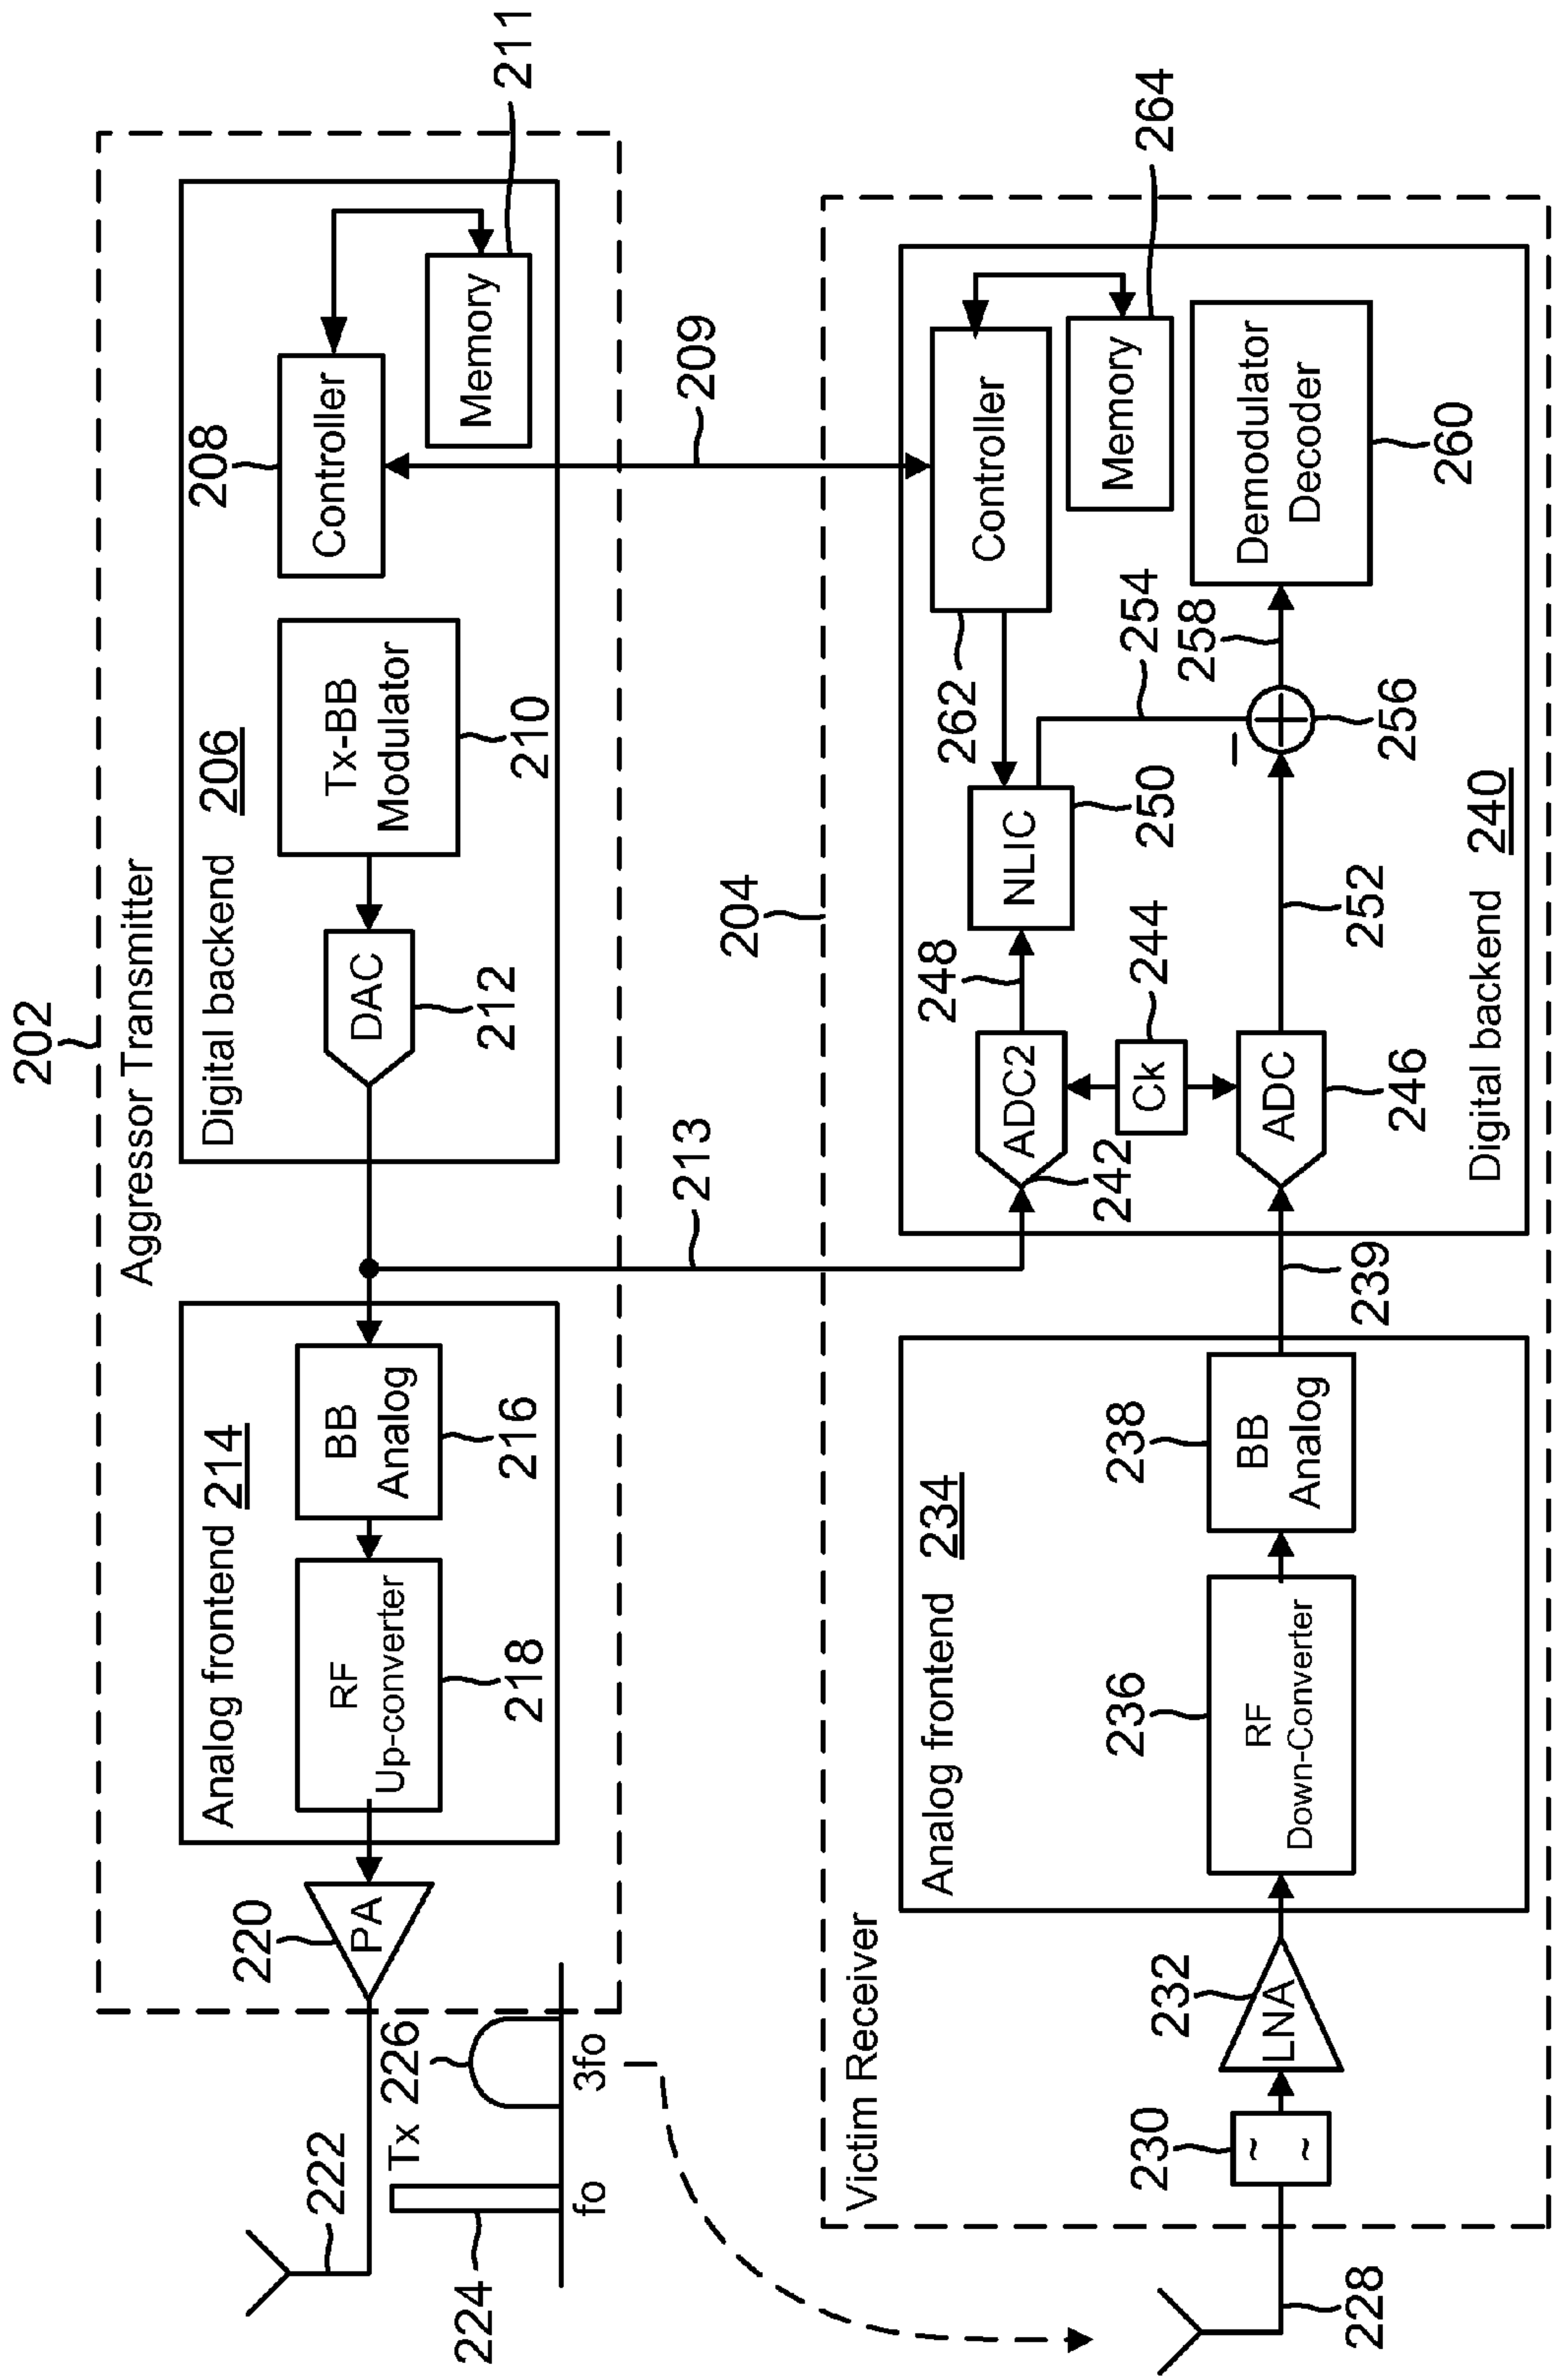 202
Aggressor Transmitter
Analog frontend 214
Digital backend
206
208
211
220
PA
RF
Up-converter
218
BB
Analog
216
DAC
212
Tx-BB
Modulator
210
Controller
Memory
222
Tx
224
226
fo
3fo
213
209
204
Victim Receiver
Analog frontend
234
228
230
~
~
LNA
232
236
RF
Down-Converter
238
BB
Analog
239
242
ADC2
248
NLIC
250
262
Controller
264
Memory
Ck
244
254
ADC
246
252
–
256
258
Demodulator
Decoder
260
Digital backend
240